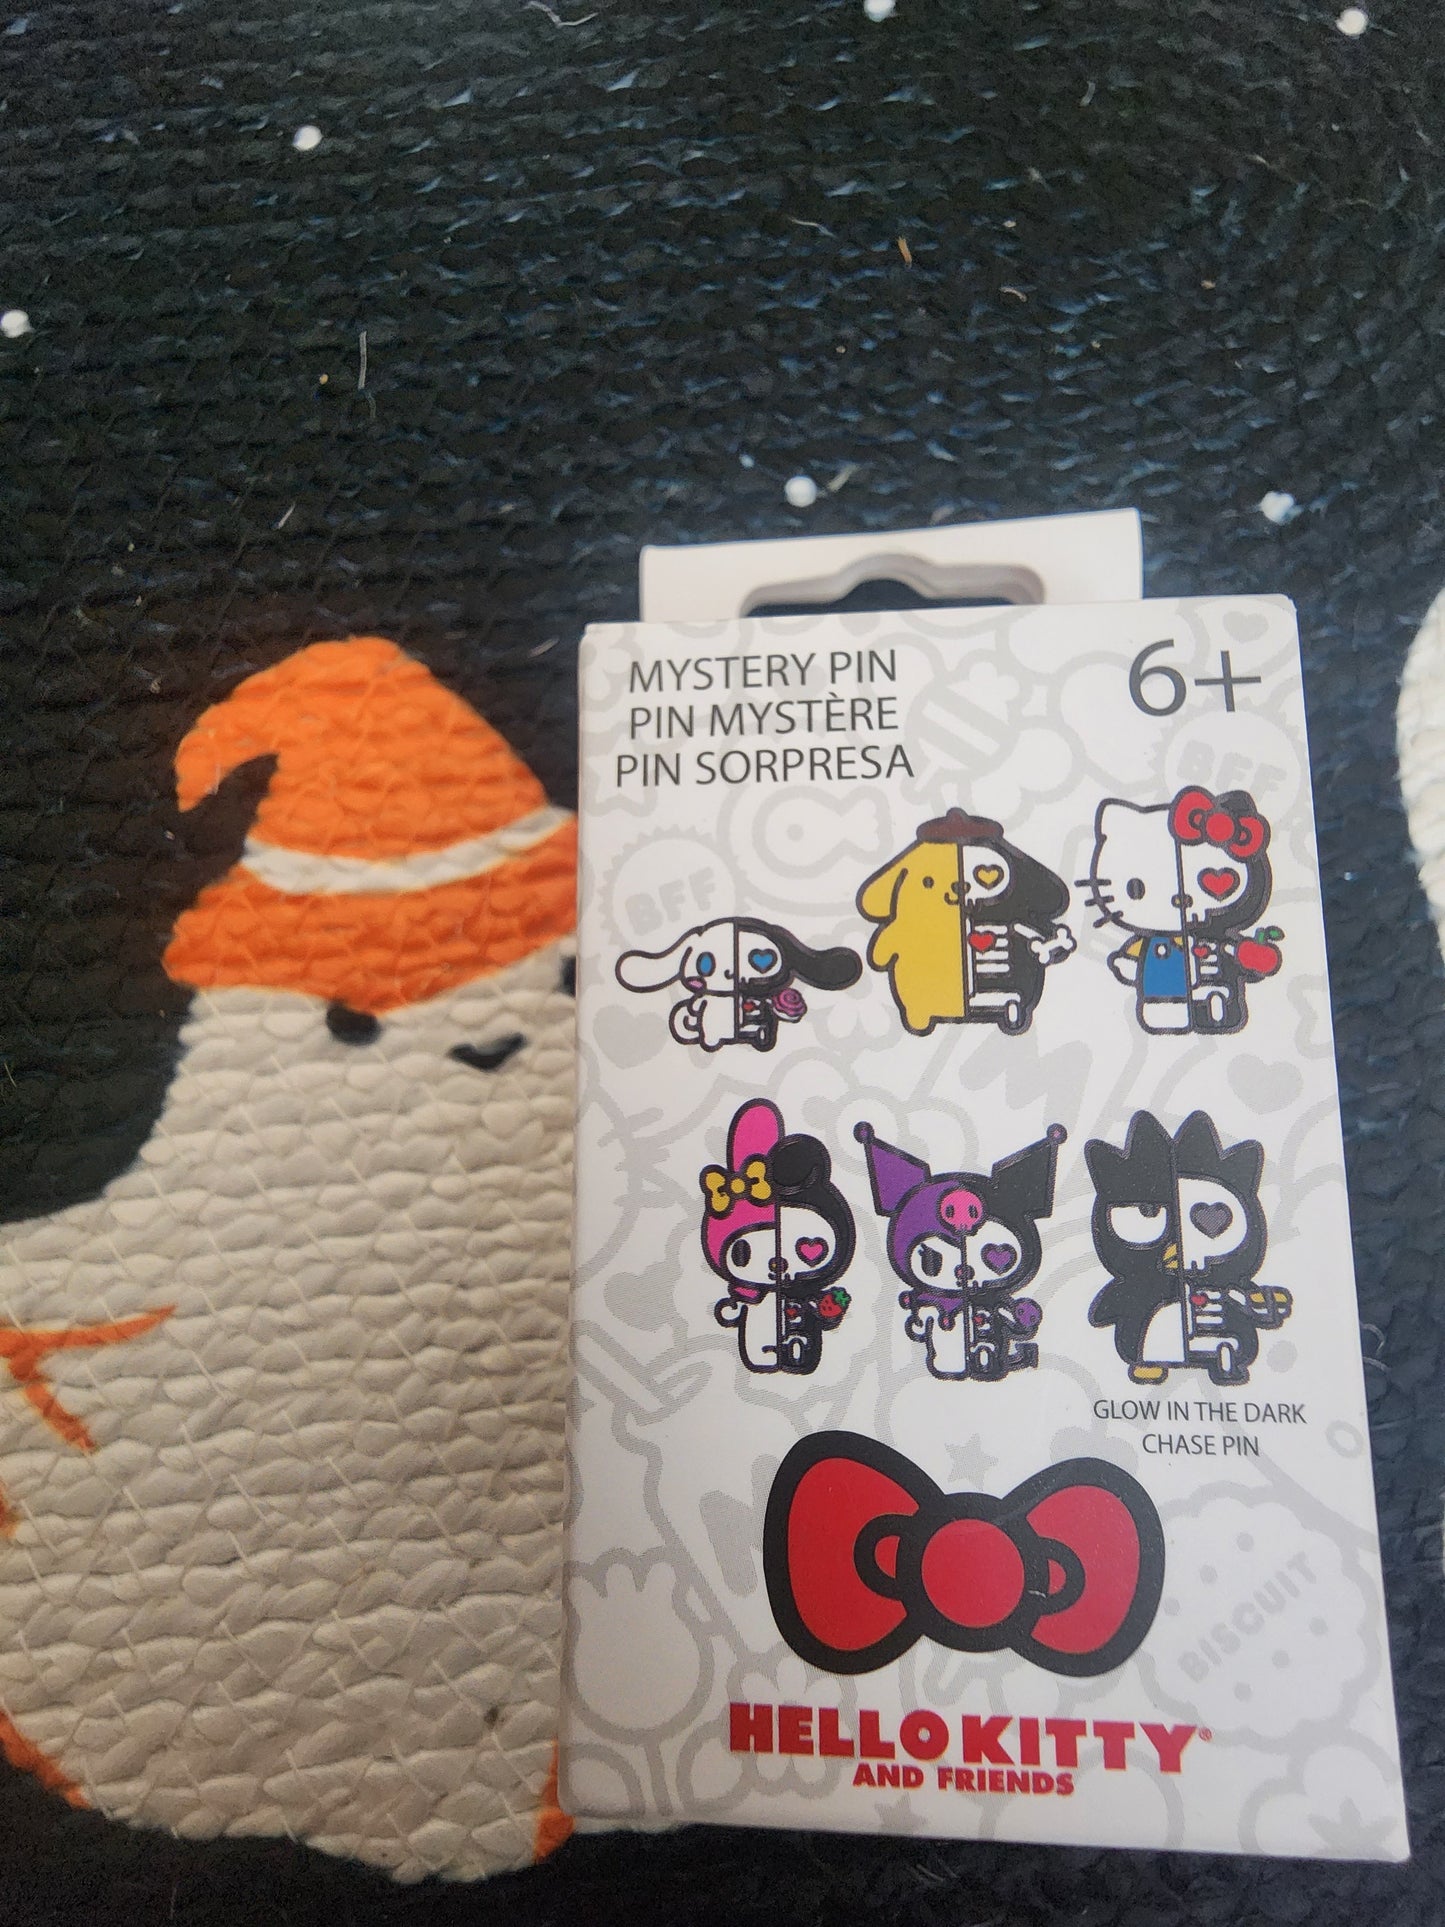 MYSTERY PIN
PIN MYSTÈRE
PIN SORPRESA
6+
BFF
BFF
GLOW IN THE DARK
CHASE PIN
BISCUIT
HELLO KITTY®
AND FRIENDS